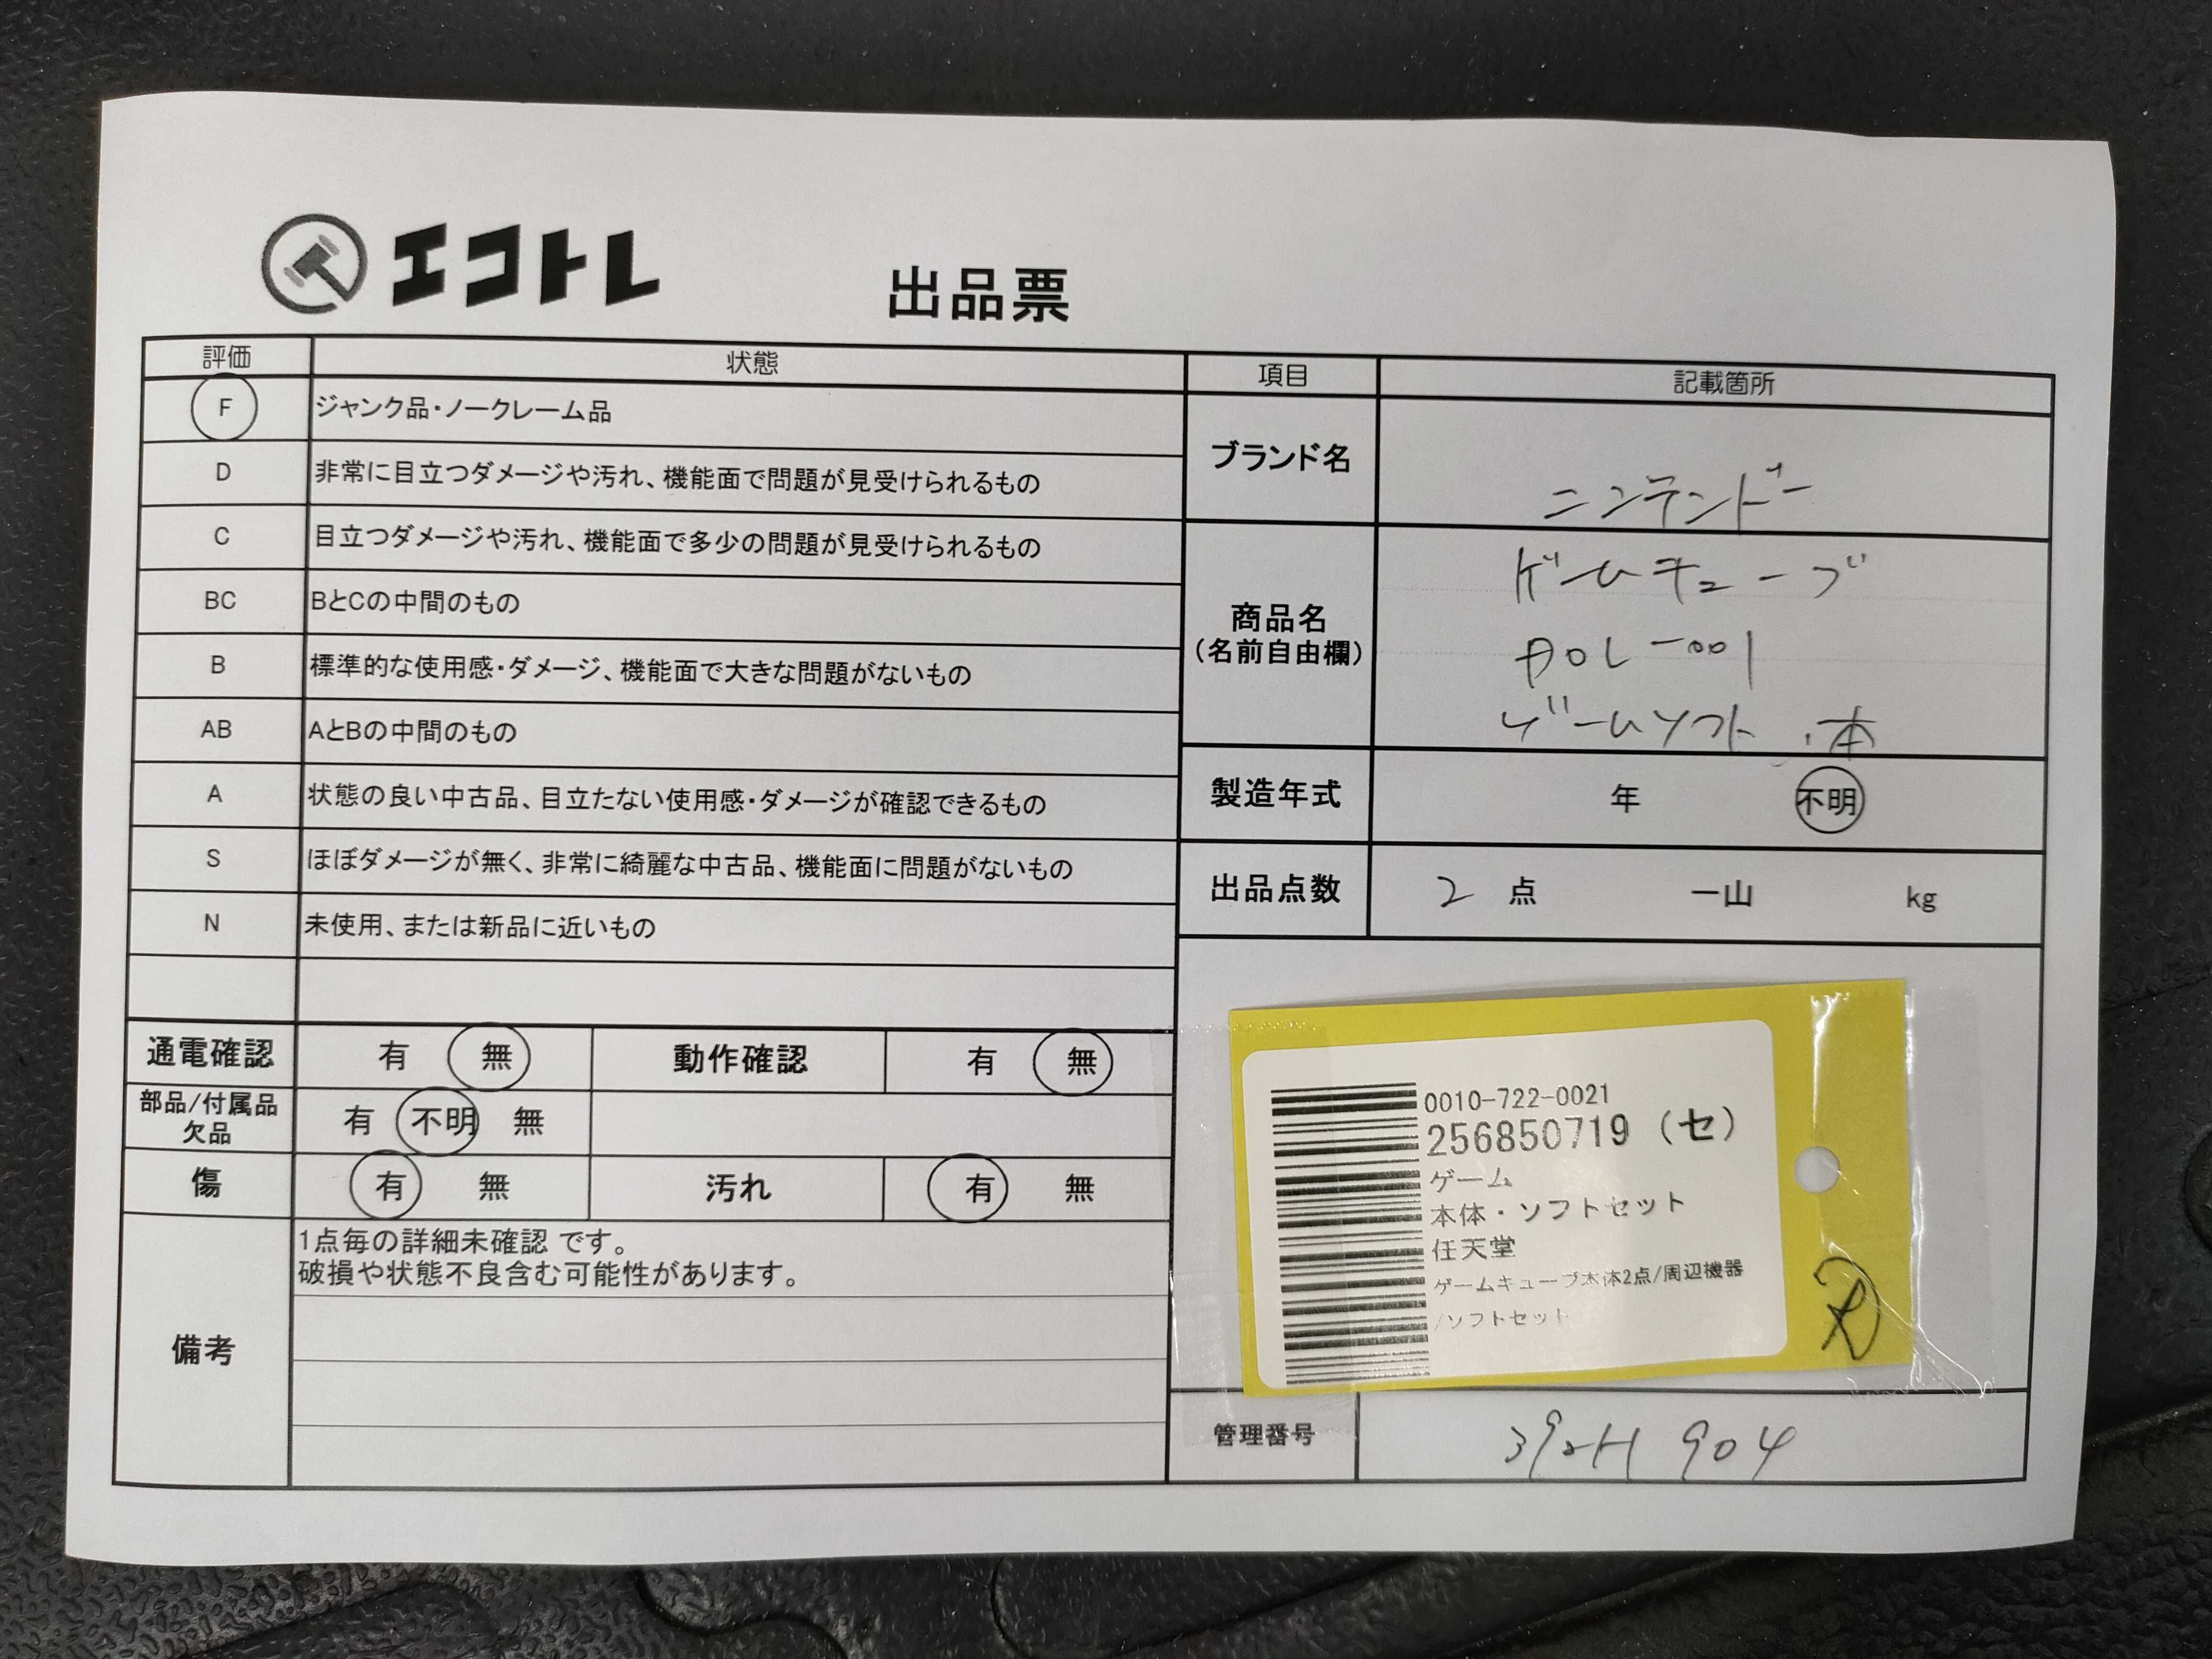 エコトレ
出品票
評価 状態
F ジャンク品・ノークレーム品
D 非常に目立つダメージや汚れ、機能面で問題が見受けられるもの
C 目立つダメージや汚れ、機能面で多少の問題が見受けられるもの
BC BとCの中間のもの
B 標準的な使用感・ダメージ、機能面で大きな問題がないもの
AB AとBの中間のもの
A 状態の良い中古品、目立たない使用感・ダメージが確認できるもの
S ほぼダメージが無く、非常に綺麗な中古品、機能面に問題がないもの
N 未使用、または新品に近いもの
通電確認 有 無 動作確認 有 無
部品/付属品
欠品 有 不明 無
傷 有 無 汚れ 有 無
備考
1点毎の詳細未確認 です。
破損や状態不良含む可能性があります。
項目 記載箇所
ブランド名 ニンテンドー
商品名
(名前自由欄)
ゲームキューブ
DOL-001
ゲームソフト 本
製造年式 年 不明
出品点数 2 点 一山 kg
0010-722-0021
256850719 (セ)
ゲーム
本体・ソフトセット
任天堂
ゲームキューブ本体2点/周辺機器
/ソフトセット
管理番号 904